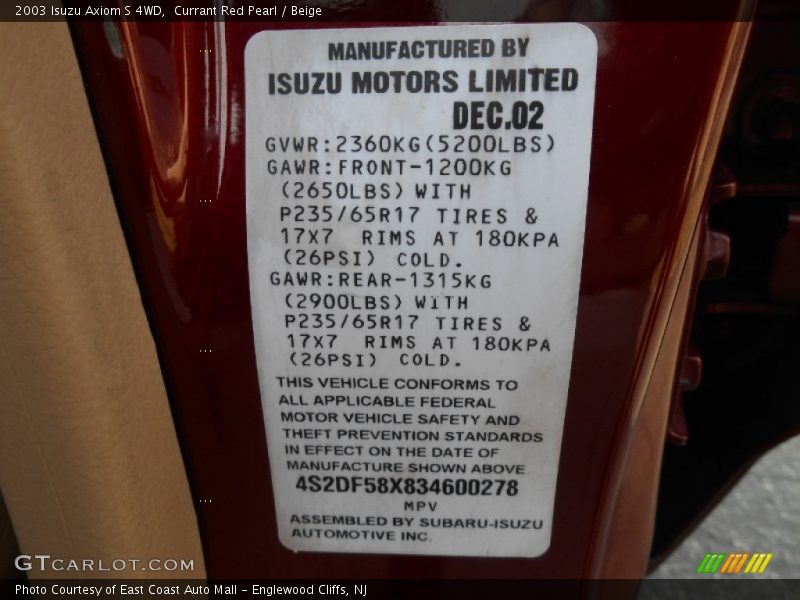 2003 Isuzu Axiom S 4WD,  Currant Red Pearl / Beige
MANUFACTURED BY
ISUZU MOTORS LIMITED
DEC.02
GVWR:2360KG(5200LBS)
GAWR:FRONT-1200KG
(2650LBS) WITH
P235/65R17 TIRES &
17X7  RIMS AT 180KPA
(26PSI) COLD.
GAWR:REAR-1315KG
(2900LBS) WITH
P235/65R17 TIRES &
17X7  RIMS AT 180KPA
(26PSI) COLD.
THIS VEHICLE CONFORMS TO
ALL APPLICABLE FEDERAL
MOTOR VEHICLE SAFETY AND
THEFT PREVENTION STANDARDS
IN EFFECT ON THE DATE OF
MANUFACTURE SHOWN ABOVE
4S2DF58X834600278
MPV
ASSEMBLED BY SUBARU-ISUZU
AUTOMOTIVE INC.
GTCARLOT.COM
Photo Courtesy of East Coast Auto Mall - Englewood Cliffs, NJ